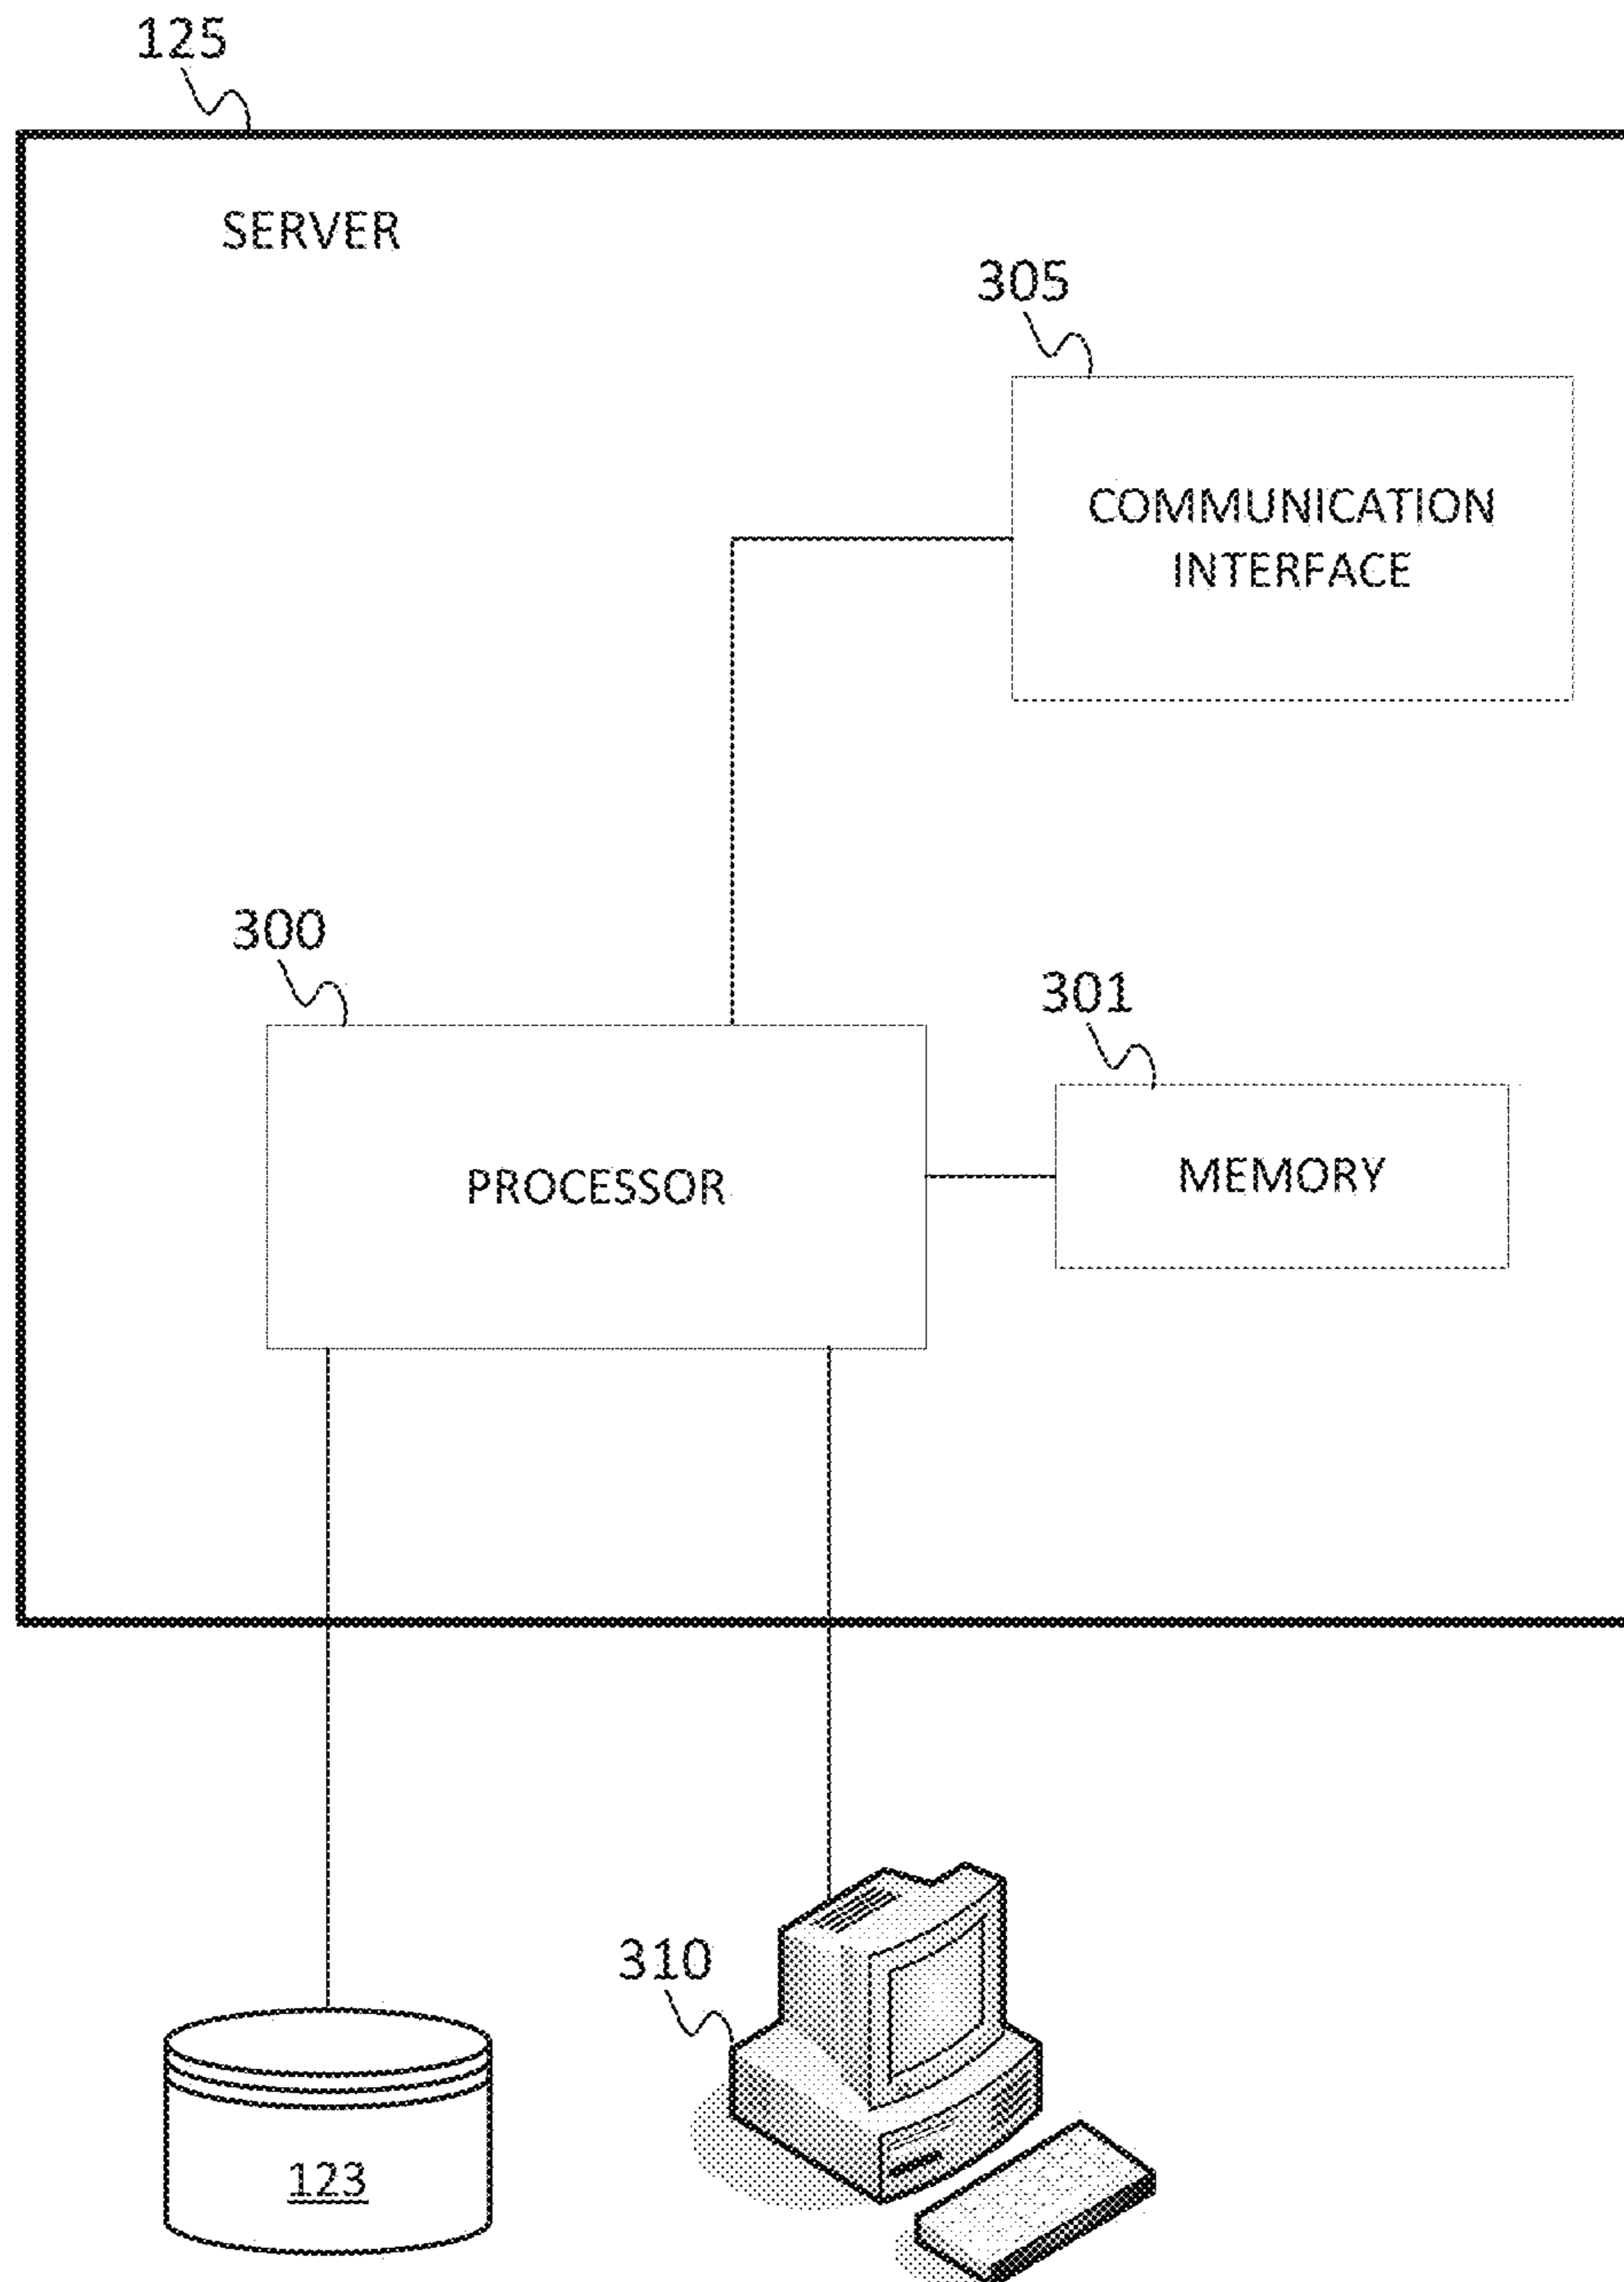 125
SERVER
305
COMMUNICATION
INTERFACE
300
301
PROCESSOR
MEMORY
310
123